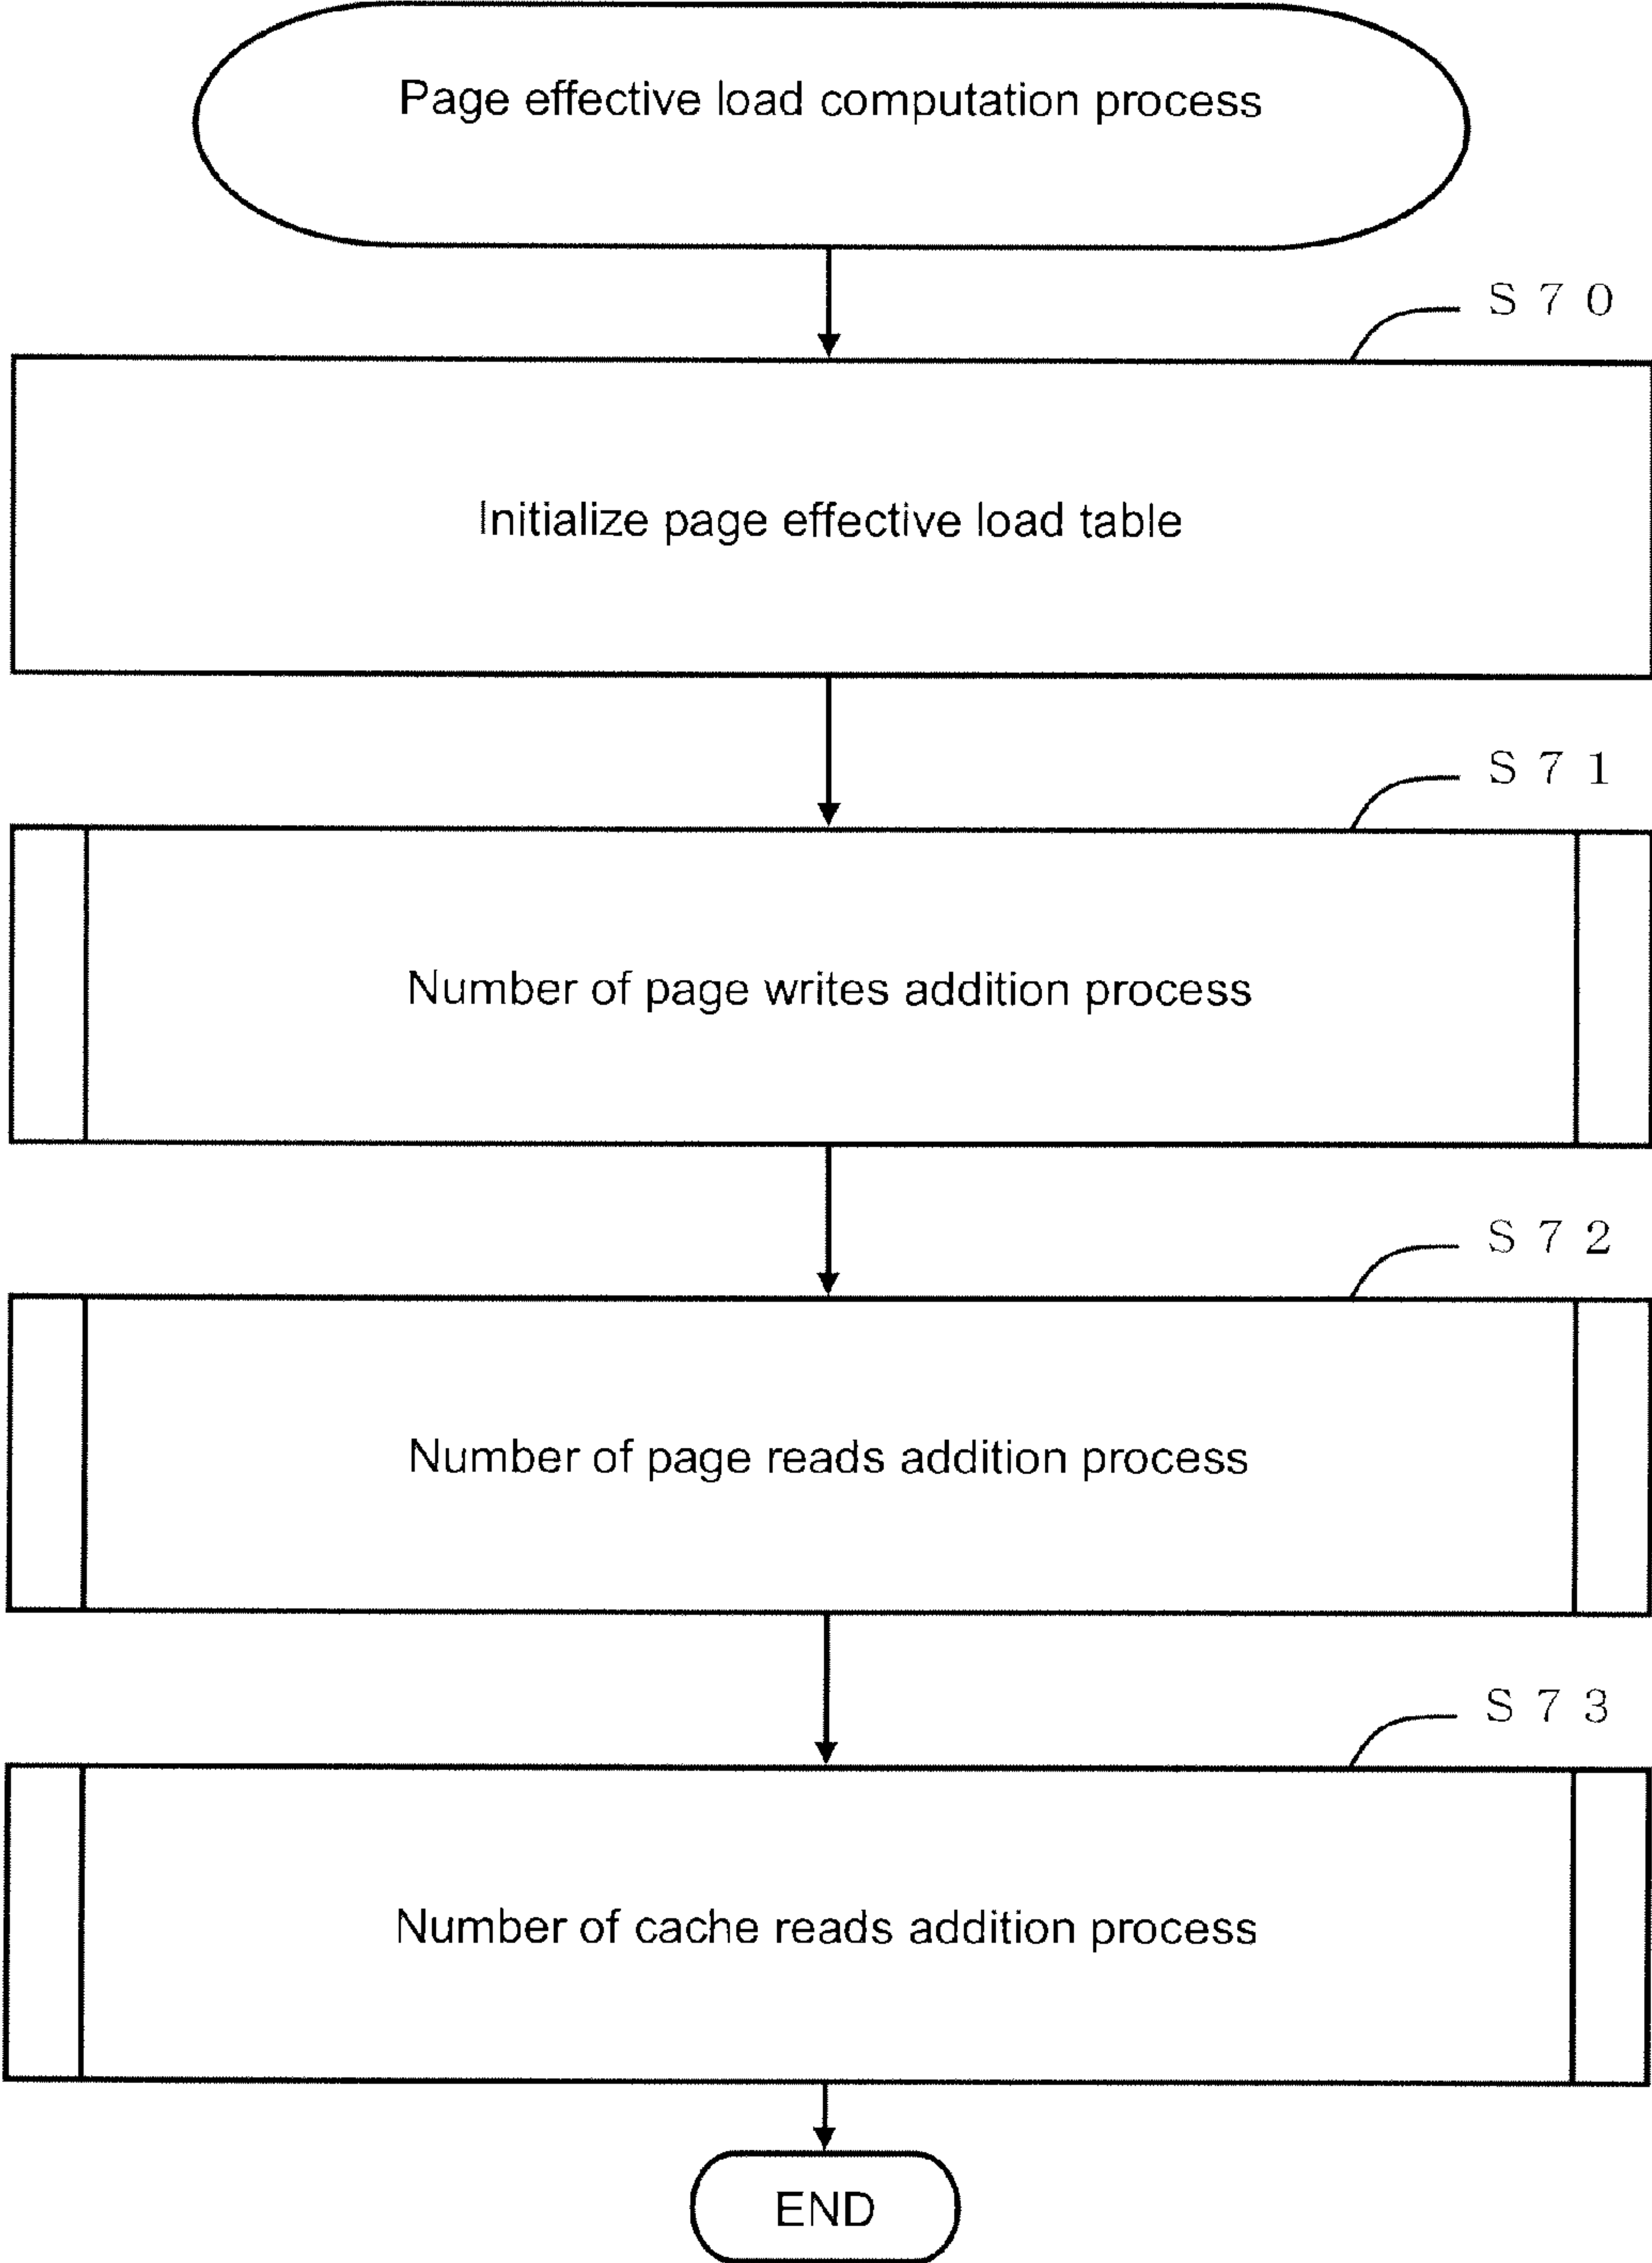 Page effective load computation process
S70
Initialize page effective load table
S71
Number of page writes addition process
S72
Number of page reads addition process
S73
Number of cache reads addition process
END